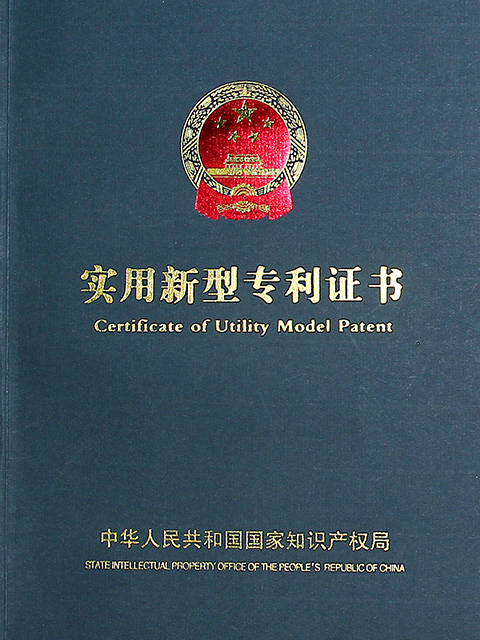 实用新型专利证书
Certificate of Utility Model Patent
中华人民共和国国家知识产权局
STATE INTELLECTUAL PROPERTY OFFICE OF THE PEOPLE'S REPUBLIC OF CHINA